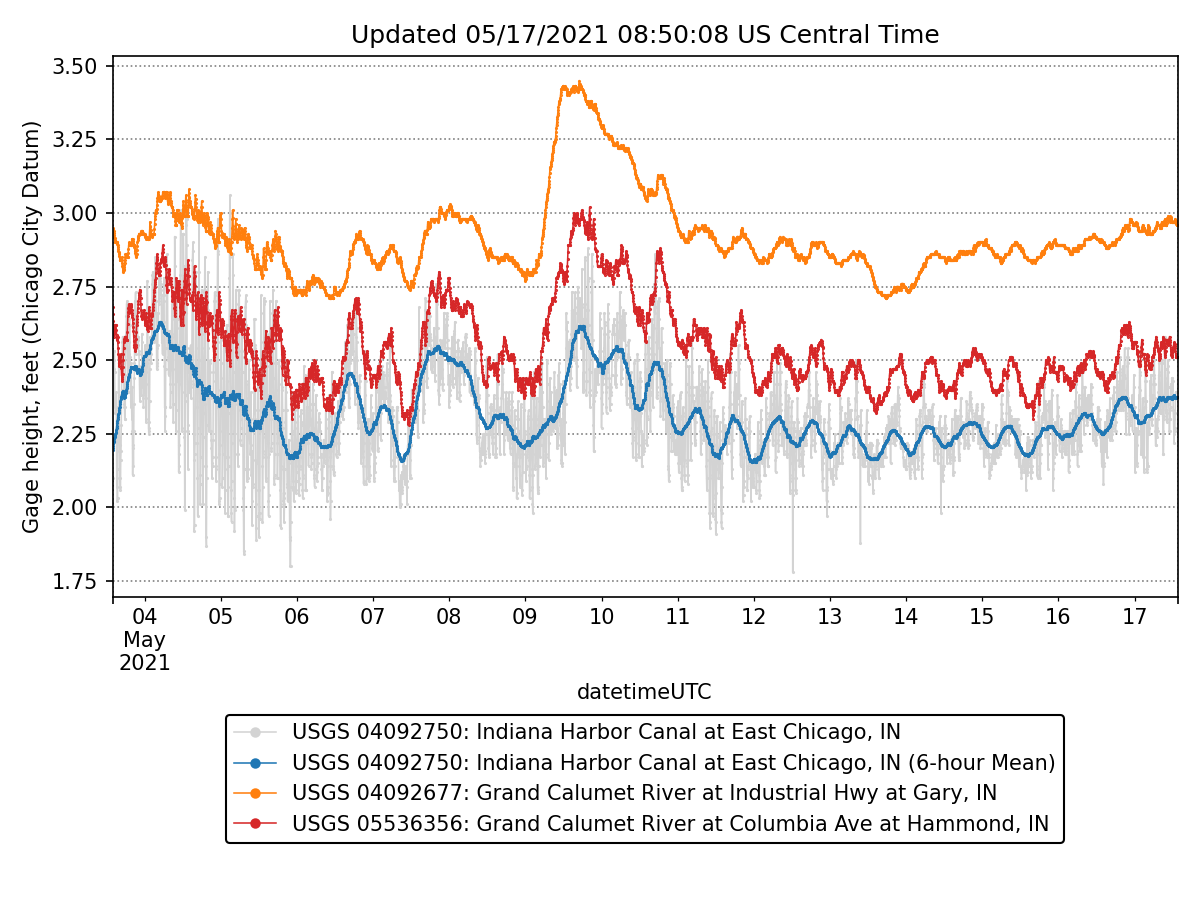 Updated 05/17/2021 08:50:08 US Central Time
Gage height, feet (Chicago City Datum)
3.50
3.25
3.00
2.75
2.50
2.25
2.00
1.75
04 05 06 07 08 09 10 11 12 13 14 15 16 17
May
2021
datetimeUTC
USGS 04092750: Indiana Harbor Canal at East Chicago, IN
USGS 04092750: Indiana Harbor Canal at East Chicago, IN (6-hour Mean)
USGS 04092677: Grand Calumet River at Industrial Hwy at Gary, IN
USGS 05536356: Grand Calumet River at Columbia Ave at Hammond, IN